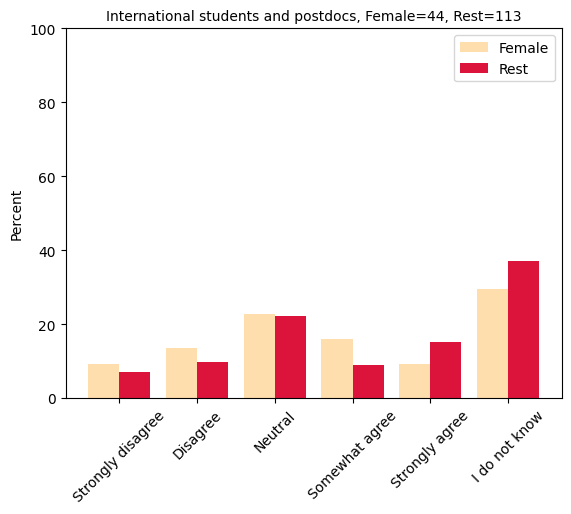 International students and postdocs, Female=44, Rest=113
100
80
60
40
20
0
Percent
Female
Rest
Strongly disagree
Disagree
Neutral
Somewhat agree
Strongly agree
I do not know